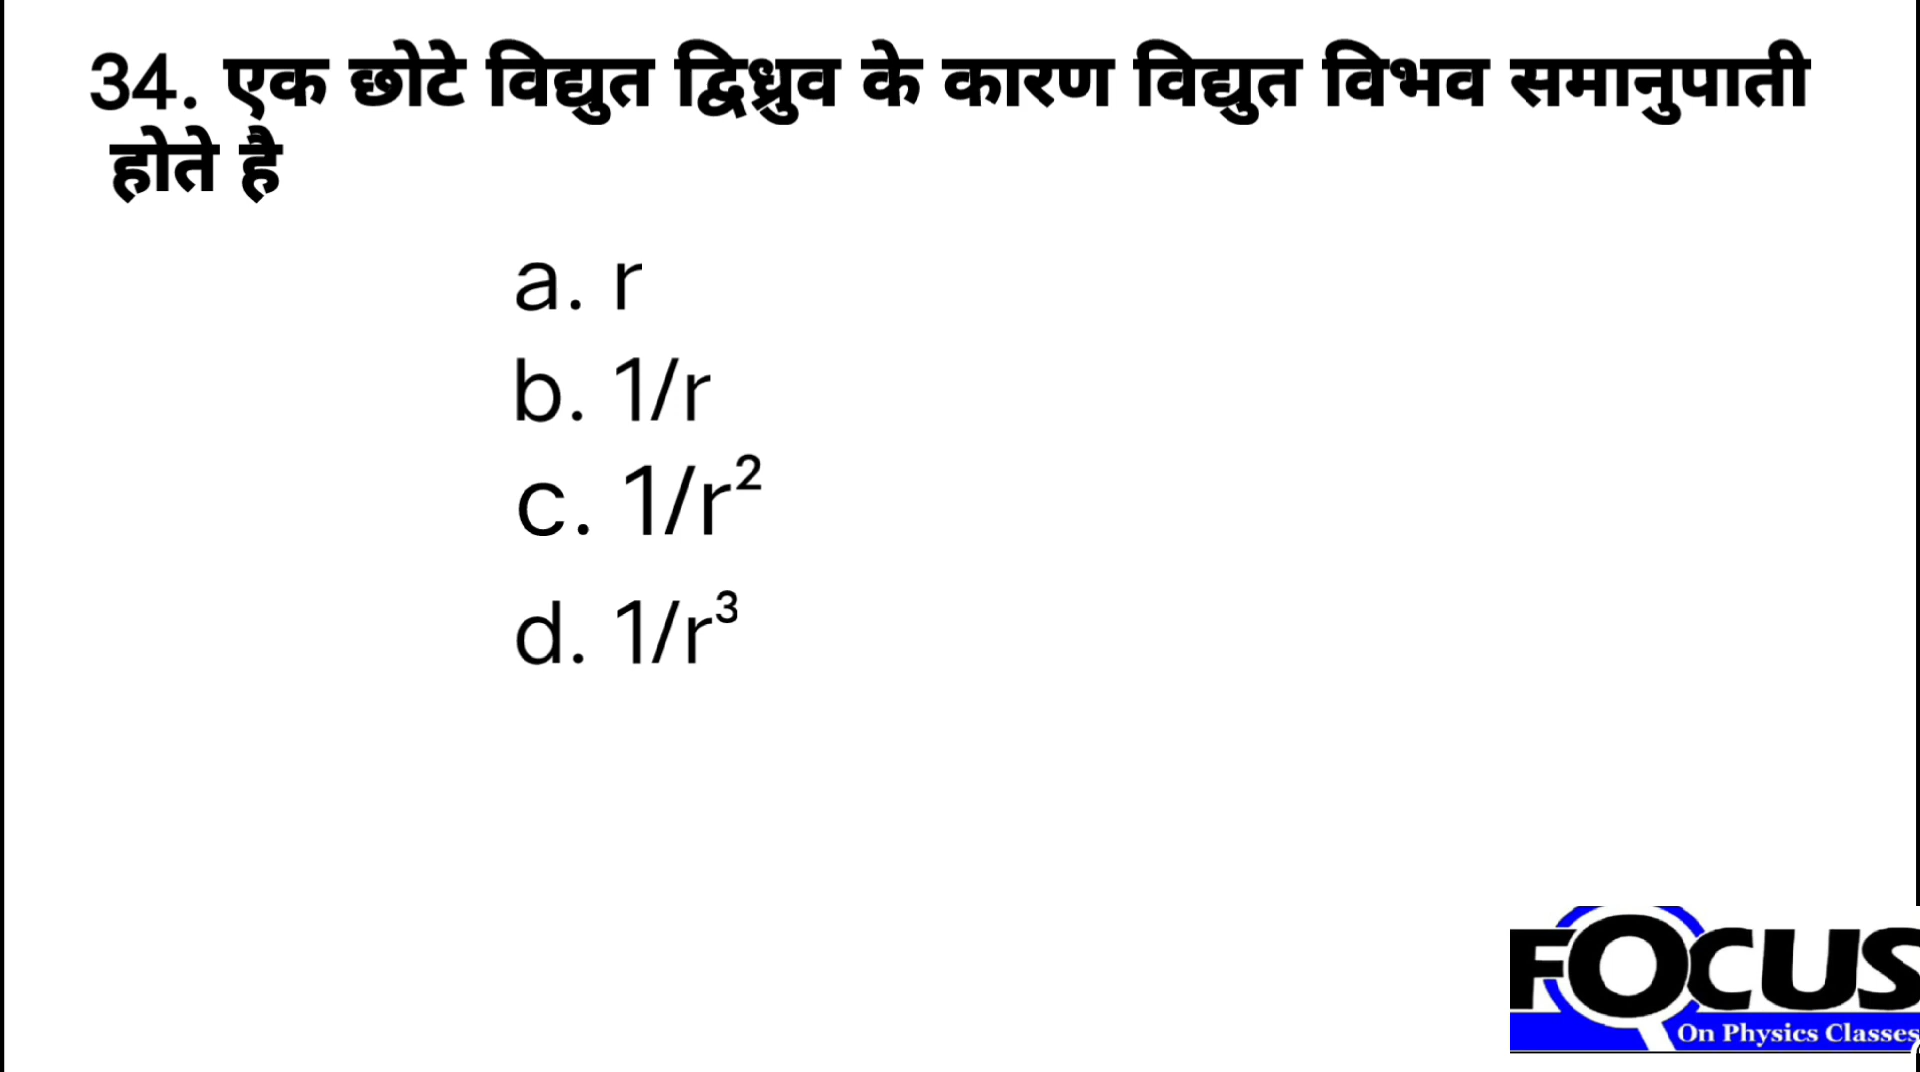 34. एक छोटे विद्युत द्विध्रुव के कारण विद्युत विभव समानुपाती
होते है
a. r
b. 1/r
c. 1/r²
d. 1/r³
FOCUS
On Physics Classes